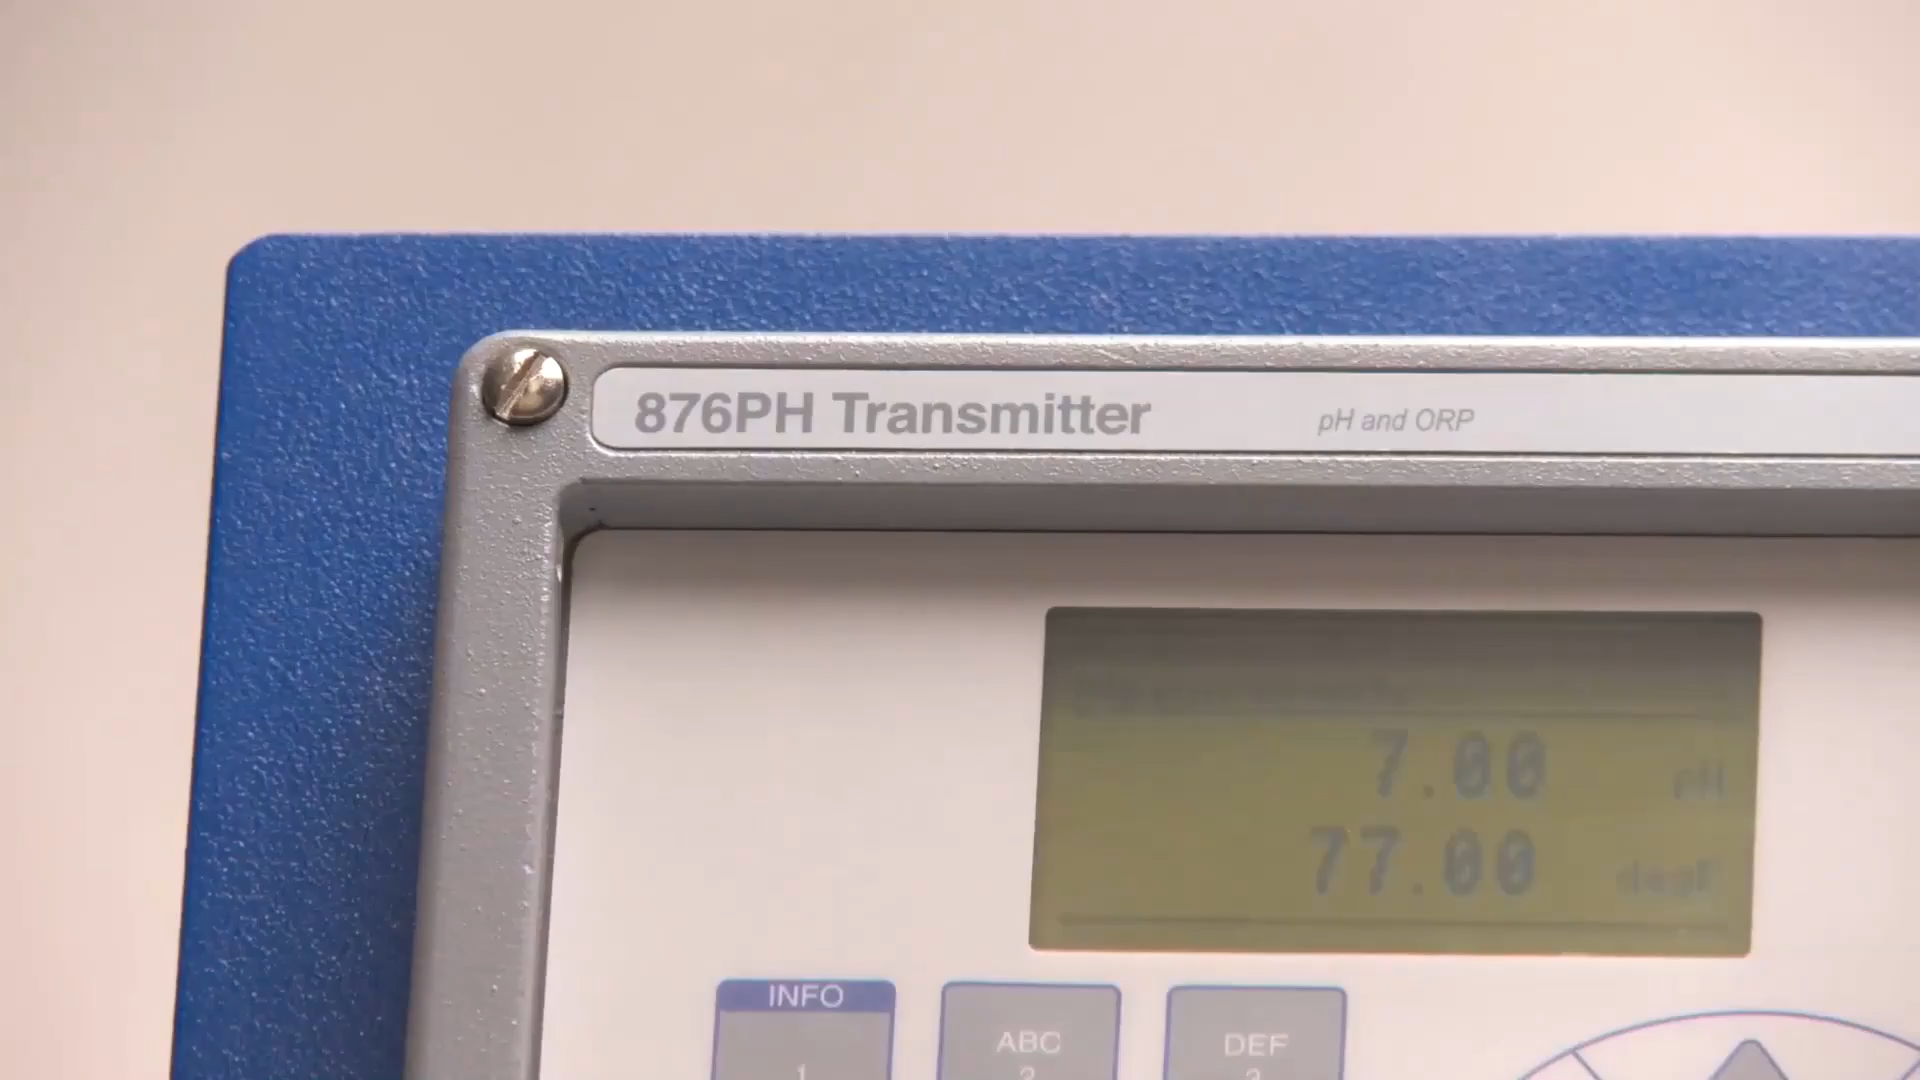 876PH Transmitter pH and ORP
7.00 pH
77.00 degF
INFO
ABC
DEF
1
2
3